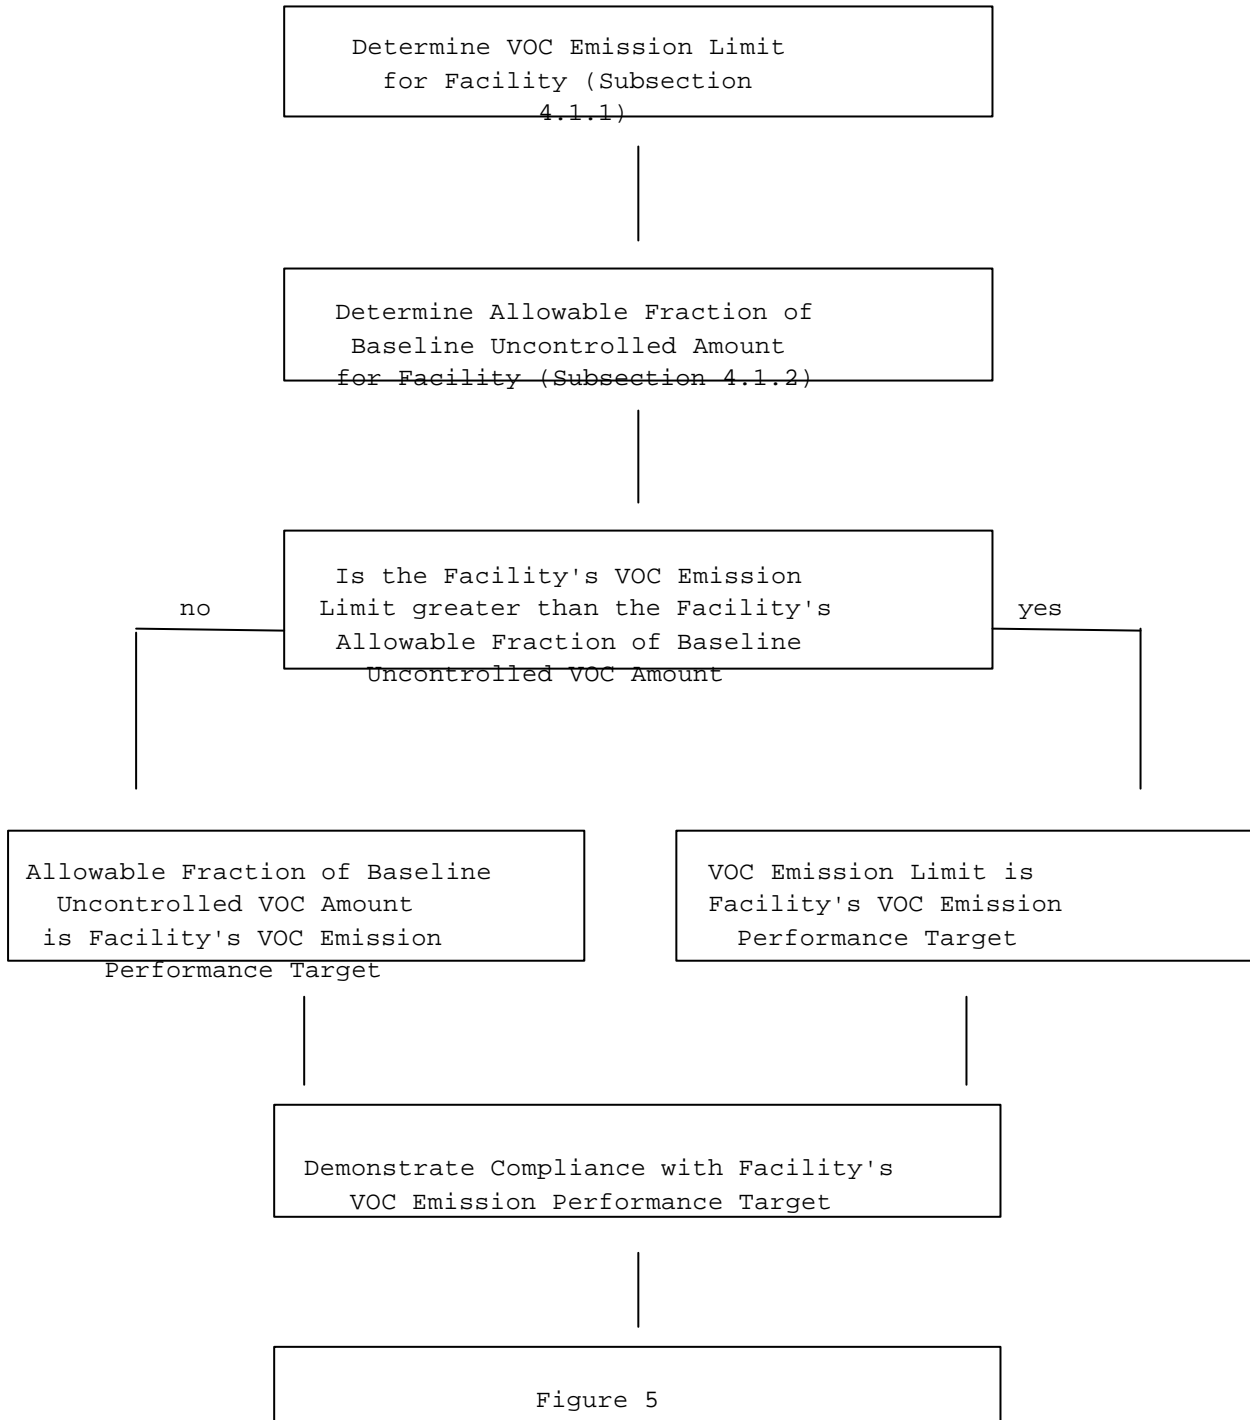 Determine VOC Emission Limit
for Facility (Subsection
4.1.1)
Determine Allowable Fraction of
Baseline Uncontrolled Amount
for Facility (Subsection 4.1.2)
Is the Facility's VOC Emission
Limit greater than the Facility's
Allowable Fraction of Baseline
Uncontrolled VOC Amount
no
yes
Allowable Fraction of Baseline
Uncontrolled VOC Amount
is Facility's VOC Emission
Performance Target
VOC Emission Limit is
Facility's VOC Emission
Performance Target
Demonstrate Compliance with Facility's
VOC Emission Performance Target
Figure 5